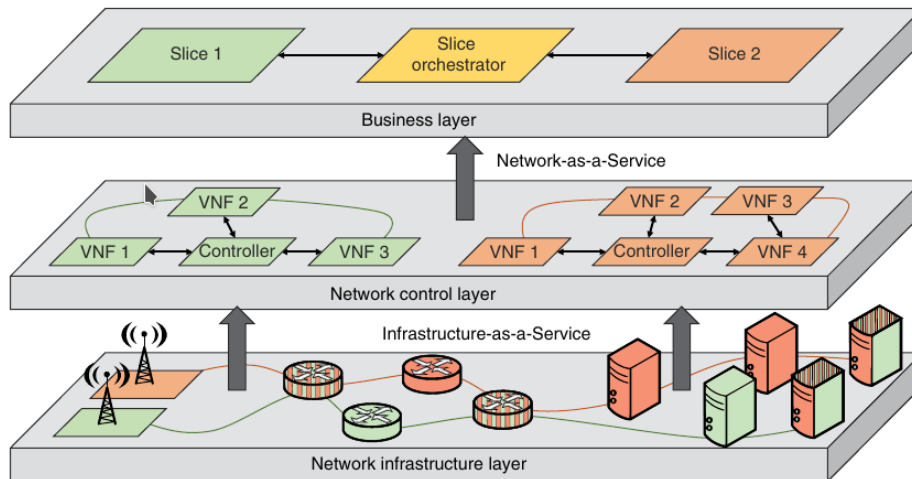 Slice 1
Slice
orchestrator
Slice 2
Business layer
Network-as-a-Service
VNF 2
VNF 1
Controller
VNF 3
VNF 2
VNF 3
VNF 1
Controller
VNF 4
Network control layer
Infrastructure-as-a-Service
Network infrastructure layer